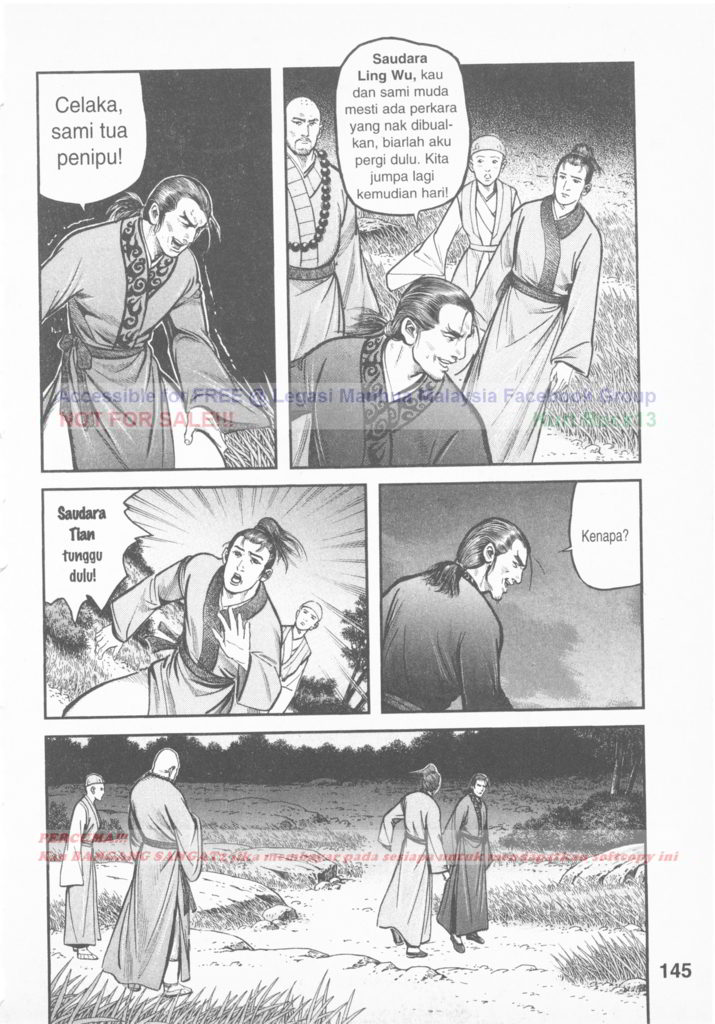 Celaka,
sami tua
penipu!
Saudara
Ling Wu, kau
dan sami muda
mesti ada perkara
yang nak dibual-
kan, biarlah aku
pergi dulu. Kita
jumpa lagi
kemudian hari!
Accessible for FREE @ Legasi Manhua Malaysia Facebook Group
NOT FOR SALE!!!
Saudara
Tian
tunggu
dulu!
Kenapa?
PERCUMA!!!
145